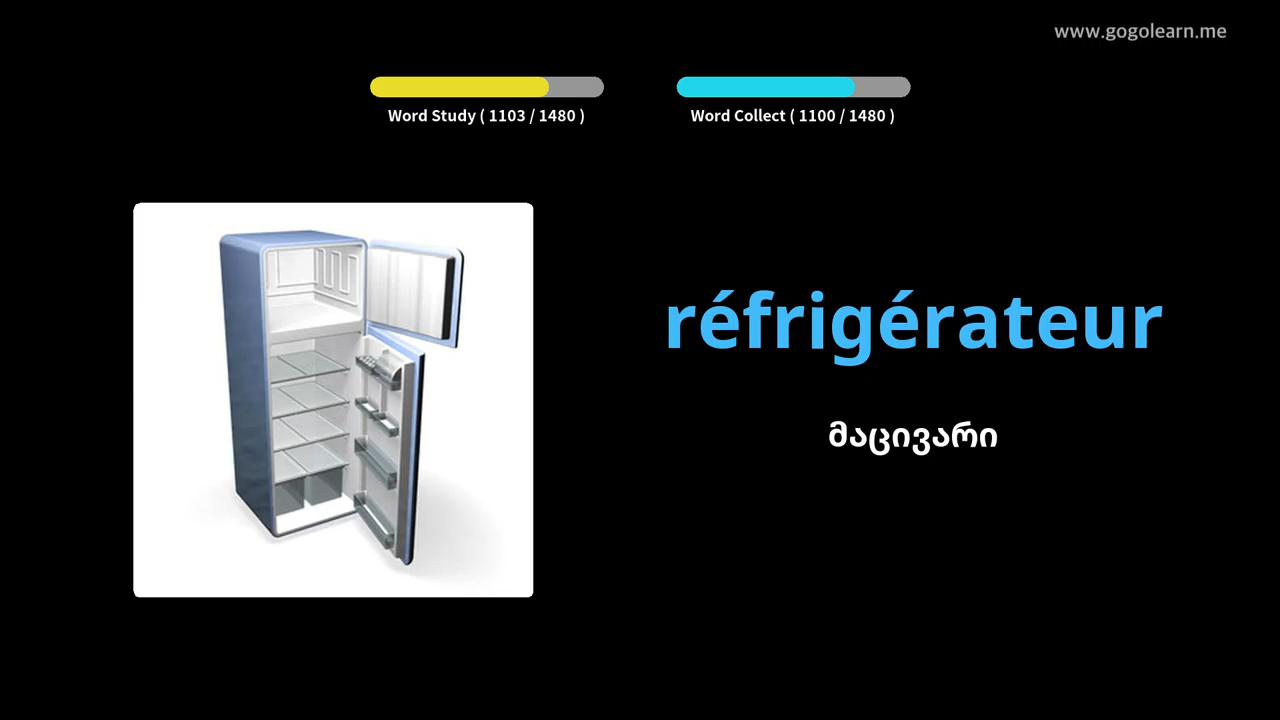 www.gogolearn.me
Word Study ( 1103 / 1480 )
Word Collect ( 1100 / 1480 )
réfrigérateur
მაცივარი